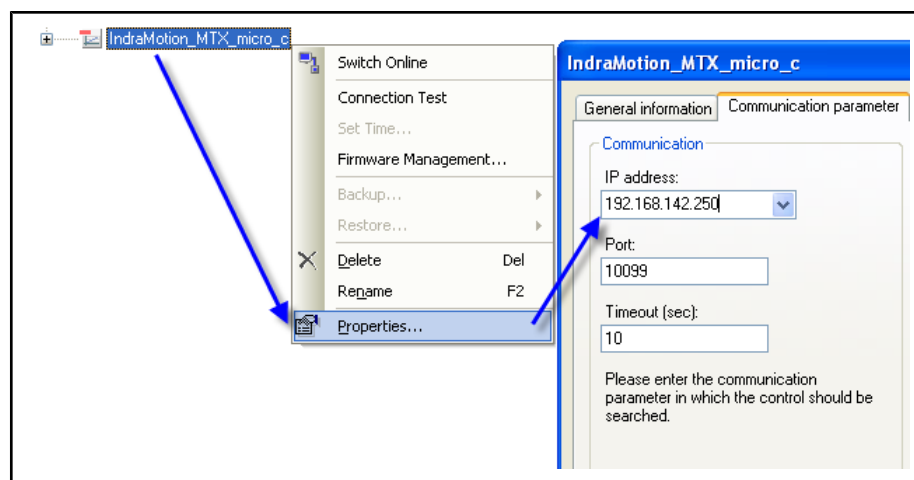 IndraMotion_MTX_micro_c
Switch Online
Connection Test
Set Time...
Firmware Management...
Backup...
Restore...
Delete Del
Rename F2
Properties...
IndraMotion_MTX_micro_c
General information Communication parameter
Communication
IP address:
192.168.142.250
Port:
10099
Timeout (sec):
10
Please enter the communication
parameter in which the control should be
searched.